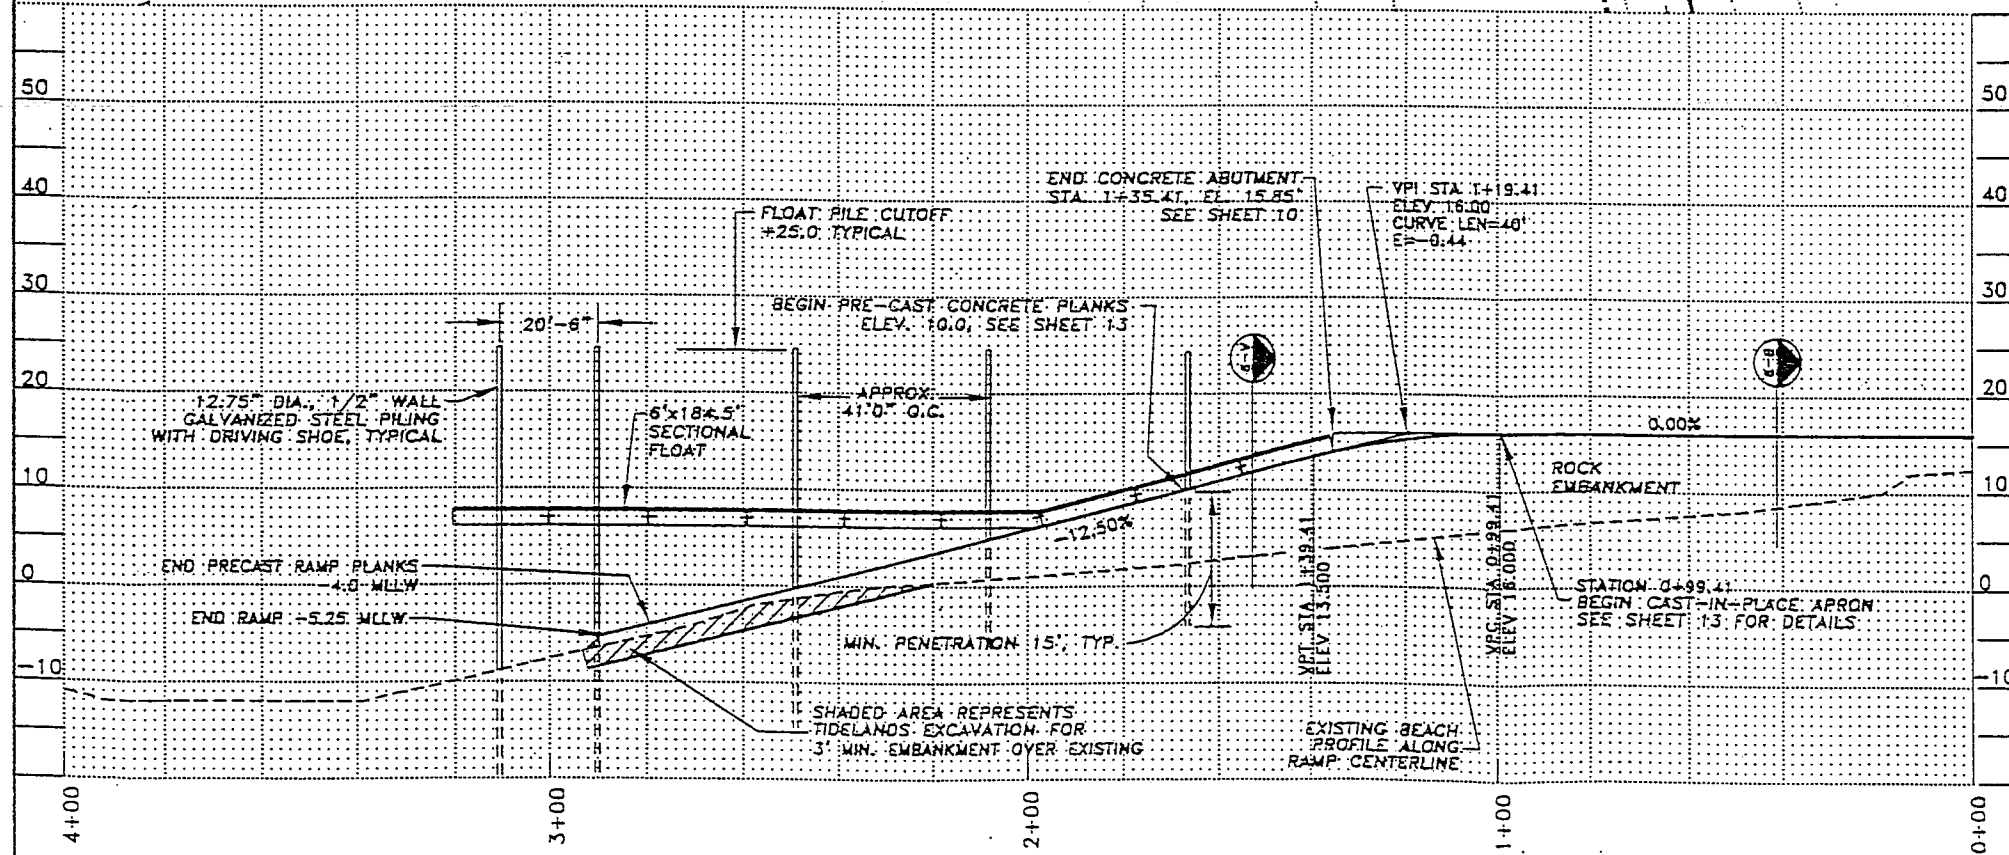 50
40
30
20
10
0
-10
50
40
30
20
10
0
-10
FLOAT PILE CUTOFF
+25.0 TYPICAL
END CONCRETE ABUTMENT
STA. 1+35.41, EL. 15.85'
SEE SHEET 10
VPI STA 1+19.41
ELEV 16.00
CURVE LEN=40'
E=-0.44
20'-6"
BEGIN PRE-CAST CONCRETE PLANKS
ELEV. 10.0, SEE SHEET 13
12.75" DIA., 1/2" WALL
GALVANIZED STEEL PILING
WITH DRIVING SHOE, TYPICAL
6'x184.5'
SECTIONAL
FLOAT
APPROX.
41'0" O.C.
0.00%
ROCK
EMBANKMENT
-12.50%
END PRECAST RAMP PLANKS
-4.0 MLLW
END RAMP -5.25 MLLW
MIN. PENETRATION 15', TYP.
VPT STA 1+39.41
ELEV 13.500
VPC STA 0+99.41
ELEV 16.000
STATION 0+99.41
BEGIN CAST-IN-PLACE APRON
SEE SHEET 13 FOR DETAILS
SHADED AREA REPRESENTS
TIDELANDS EXCAVATION FOR
3' MIN. EMBANKMENT OVER EXISTING
EXISTING BEACH
PROFILE ALONG
RAMP CENTERLINE
4+00
3+00
2+00
1+00
0+00